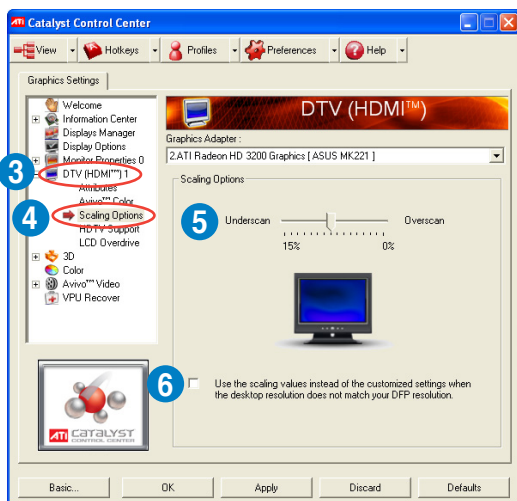 Catalyst Control Center
View Hotkeys Profiles Preferences Help
Graphics Settings
Welcome
Information Center
Displays Manager
Display Options
Monitor Properties 0
3
DTV (HDMI™) 1
Attributes
Avivo™ Color
4
Scaling Options
HDTV Support
LCD Overdrive
3D
Color
Avivo™ Video
VPU Recover
ATI CATALYST
CONTROL CENTER
DTV (HDMI™)
Graphics Adapter :
2.ATI Radeon HD 3200 Graphics [ ASUS MK221 ]
Scaling Options
5
Underscan Overscan
15% 0%
6
Use the scaling values instead of the customized settings when
the desktop resolution does not match your DFP resolution.
Basic... OK Apply Discard Defaults